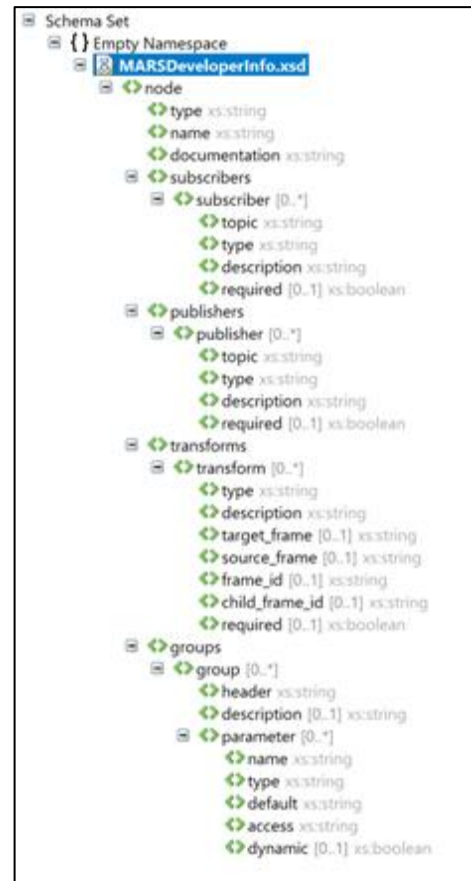 Schema Set
{ } Empty Namespace
MARSDeveloperInfo.xsd
node
type xs:string
name xs:string
documentation xs:string
subscribers
subscriber [0..*]
topic xs:string
type xs:string
description xs:string
required [0..1] xs:boolean
publishers
publisher [0..*]
topic xs:string
type xs:string
description xs:string
required [0..1] xs:boolean
transforms
transform [0..*]
type xs:string
description xs:string
target_frame [0..1] xs:string
source_frame [0..1] xs:string
frame_id [0..1] xs:string
child_frame_id [0..1] xs:string
required [0..1] xs:boolean
groups
group [0..*]
header xs:string
description [0..1] xs:string
parameter [0..*]
name xs:string
type xs:string
default xs:string
access xs:string
dynamic [0..1] xs:boolean